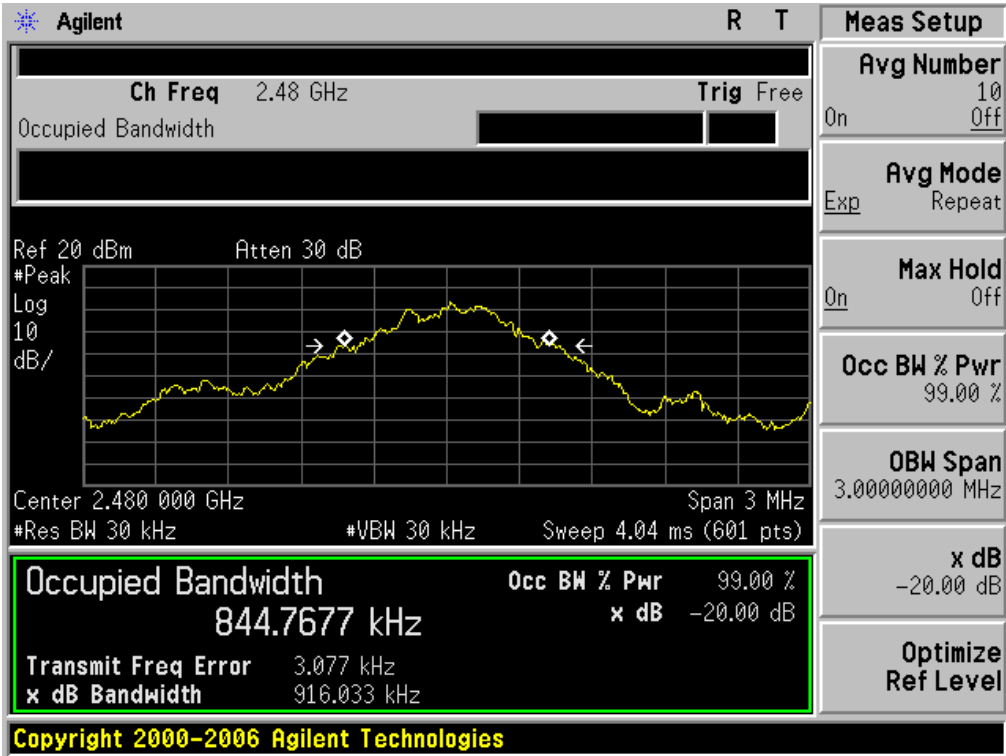 Agilent R T
Ch Freq 2.48 GHz Trig Free
Occupied Bandwidth
Ref 20 dBm Atten 30 dB
#Peak
Log
10
dB/
Center 2.480 000 GHz Span 3 MHz
#Res BW 30 kHz #VBW 30 kHz Sweep 4.04 ms (601 pts)
Occupied Bandwidth Occ BW % Pwr 99.00 %
844.7677 kHz x dB -20.00 dB
Transmit Freq Error 3.077 kHz
x dB Bandwidth 916.033 kHz
Copyright 2000-2006 Agilent Technologies
Meas Setup
Avg Number
10
On Off
Avg Mode
Exp Repeat
Max Hold
On Off
Occ BW % Pwr
99.00 %
OBW Span
3.00000000 MHz
x dB
-20.00 dB
Optimize
Ref Level